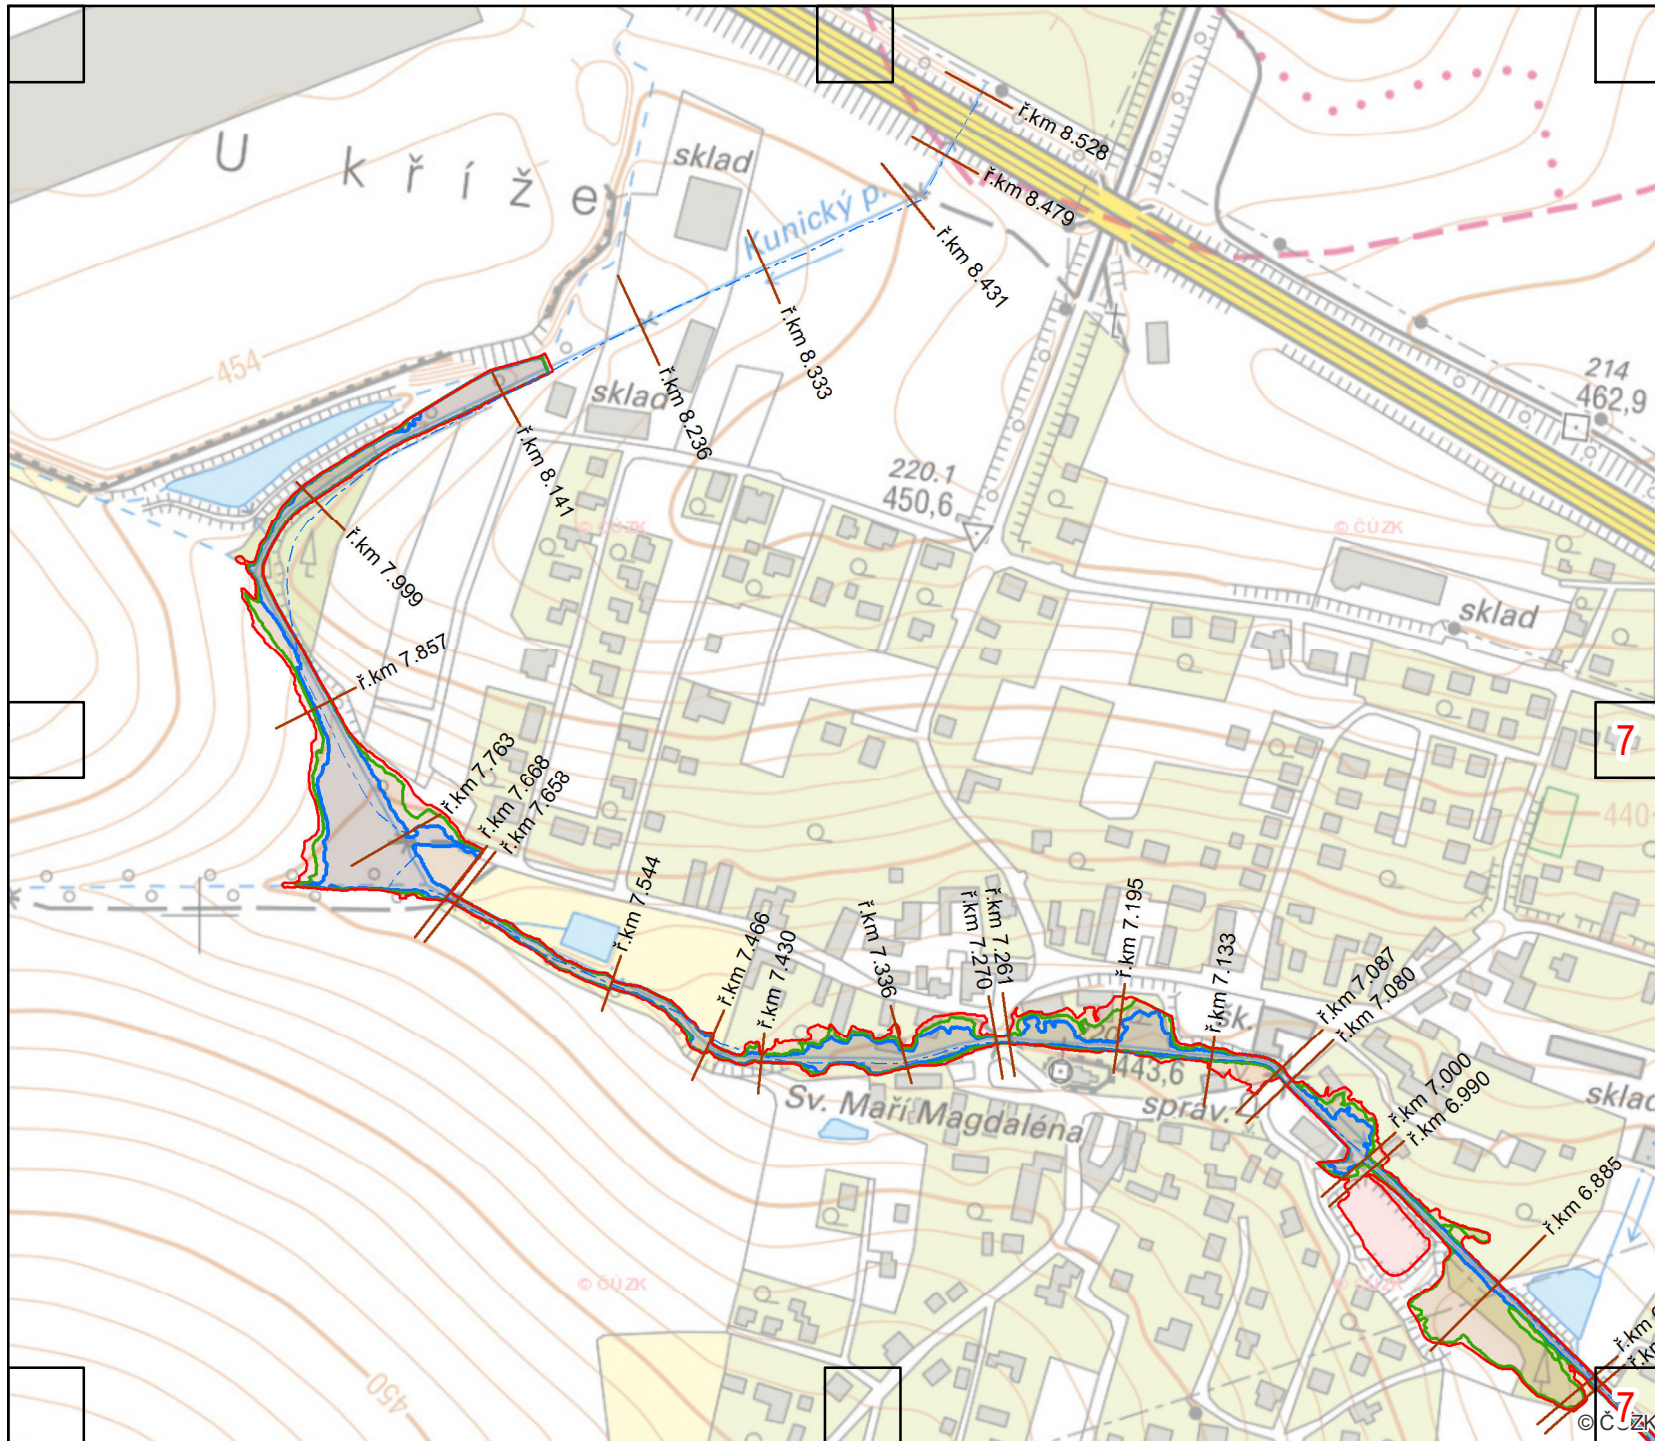 U kříže
sklad
Kunický p.
ř.km 8.528
ř.km 8.479
ř.km 8.431
ř.km 8.333
ř.km 8.236
ř.km 8.141
ř.km 7.999
ř.km 7.857
454
sklad
214
462,9
220.1
450,6
© ČÚZK
© ČÚZK
sklad
7
ř.km 7.763
ř.km 7.668
ř.km 7.658
440
ř.km 7.544
ř.km 7.466
ř.km 7.430
ř.km 7.336
ř.km 7.270
ř.km 7.261
ř.km 7.195
ř.km 7.133
šk.
ř.km 7.087
ř.km 7.080
443,6
Sv. Maří Magdaléna
správ.
ř.km 7.000
ř.km 6.990
sklad
ř.km 6.885
© ČÚZK
© ČÚZK
450
7
© ČÚZK